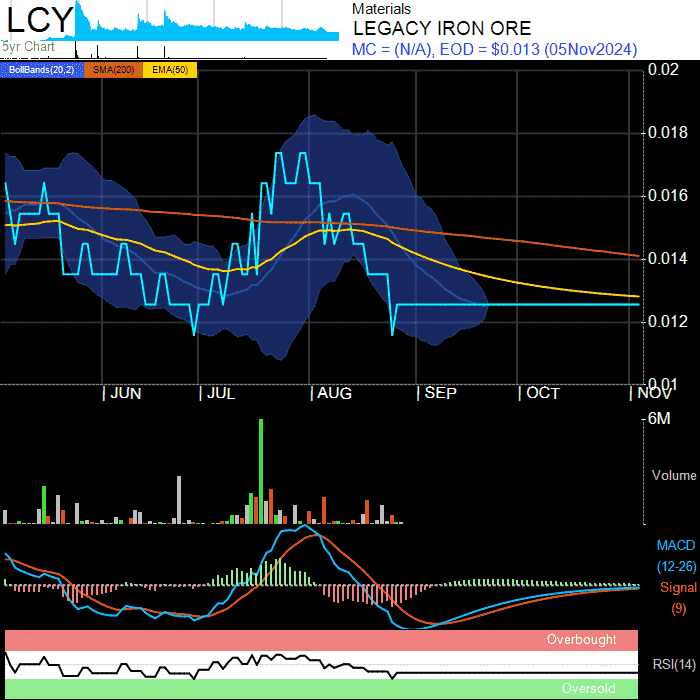 LCY
5yr Chart
Materials
LEGACY IRON ORE
MC = (N/A), EOD = $0.013 (05Nov2024)
BollBands(20,2) SMA(200) EMA(50)
0.02
0.018
0.016
0.014
0.012
0.01
JUN JUL AUG SEP OCT NOV
6M
Volume
MACD
(12-26)
Signal
(9)
Overbought
RSI(14)
Oversold